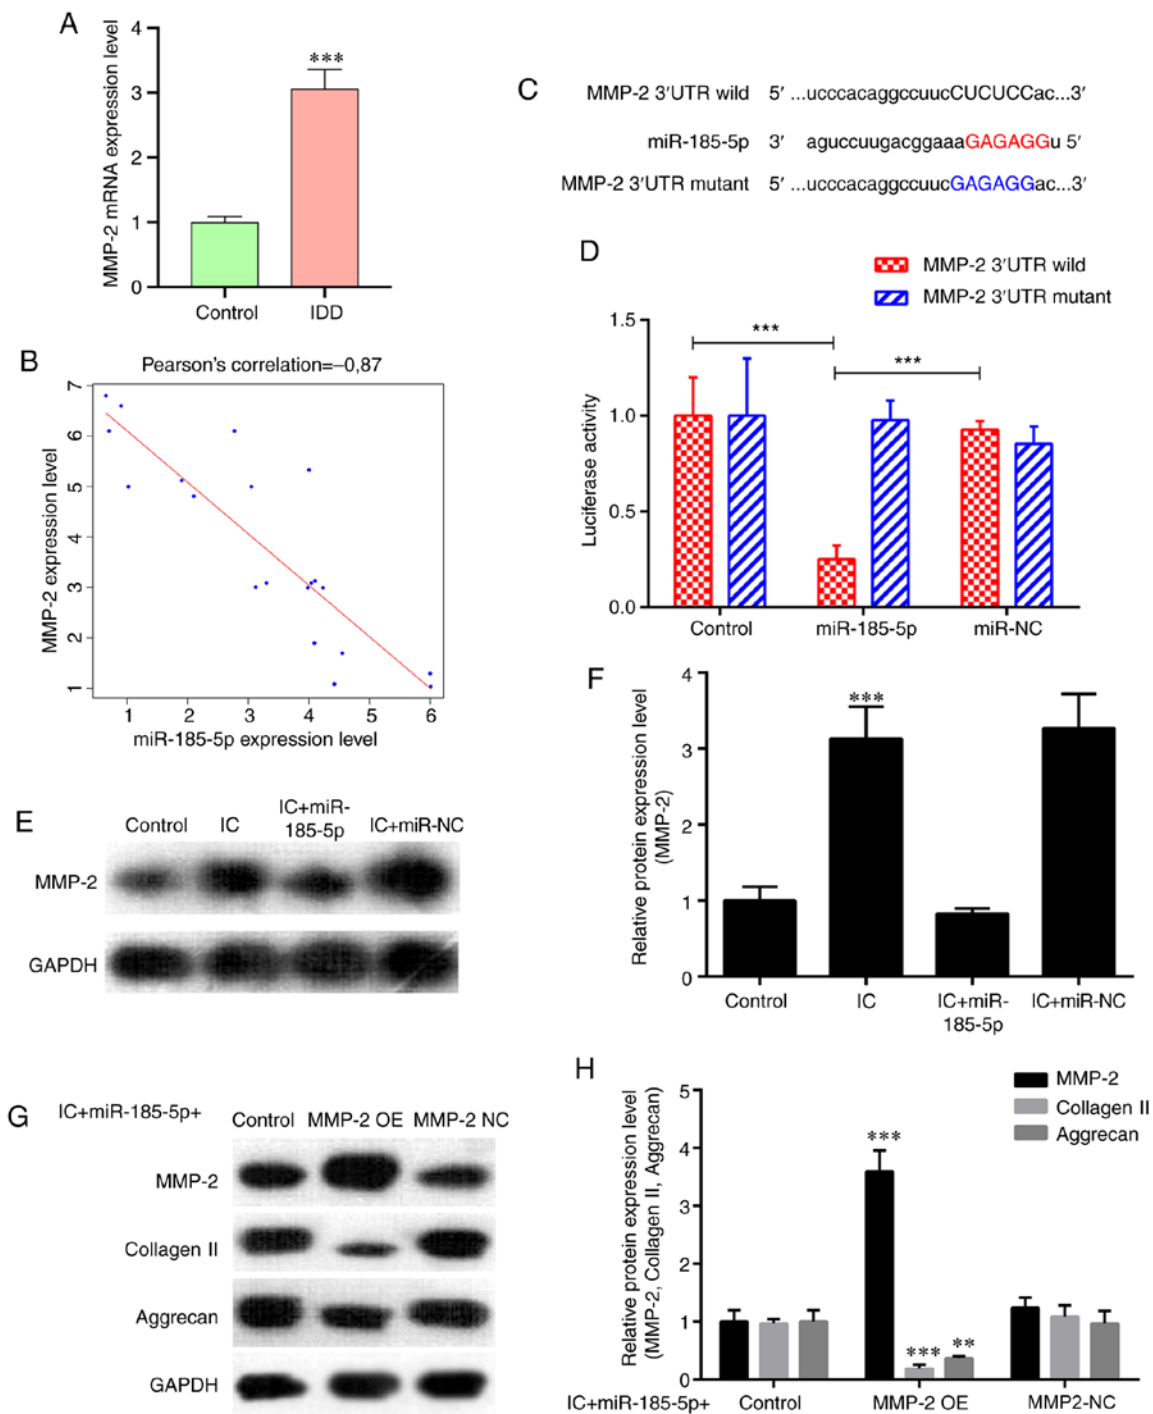 A
MMP-2 mRNA expression level
4
3
2
1
0
***
Control
IDD
B
Pearson's correlation=−0,87
MMP-2 expression level
7
6
5
4
3
2
1
1 2 3 4 5 6
miR-185-5p expression level
C
MMP-2 3′UTR wild 5′ ...ucccacaggccuucCUCUCCac...3′
miR-185-5p 3′ aguccuugacggaaaGAGAGGu 5′
MMP-2 3′UTR mutant 5′ ...ucccacaggccuucGAGAGGac...3′
D
MMP-2 3′UTR wild
MMP-2 3′UTR mutant
Luciferase activity
1.5
1.0
0.5
0.0
***
***
Control
miR-185-5p
miR-NC
E
Control
IC
IC+miR-
185-5p
IC+miR-NC
MMP-2
GAPDH
F
Relative protein expression level
(MMP-2)
4
3
2
1
0
***
Control
IC
IC+miR-
185-5p
IC+miR-NC
G
IC+miR-185-5p+
Control
MMP-2 OE
MMP-2 NC
MMP-2
Collagen II
Aggrecan
GAPDH
H
MMP-2
Collagen II
Aggrecan
Relative protein expression level
(MMP-2, Collagen II, Aggrecan)
5
4
3
2
1
0
***
***
**
IC+miR-185-5p+
Control
MMP-2 OE
MMP2-NC